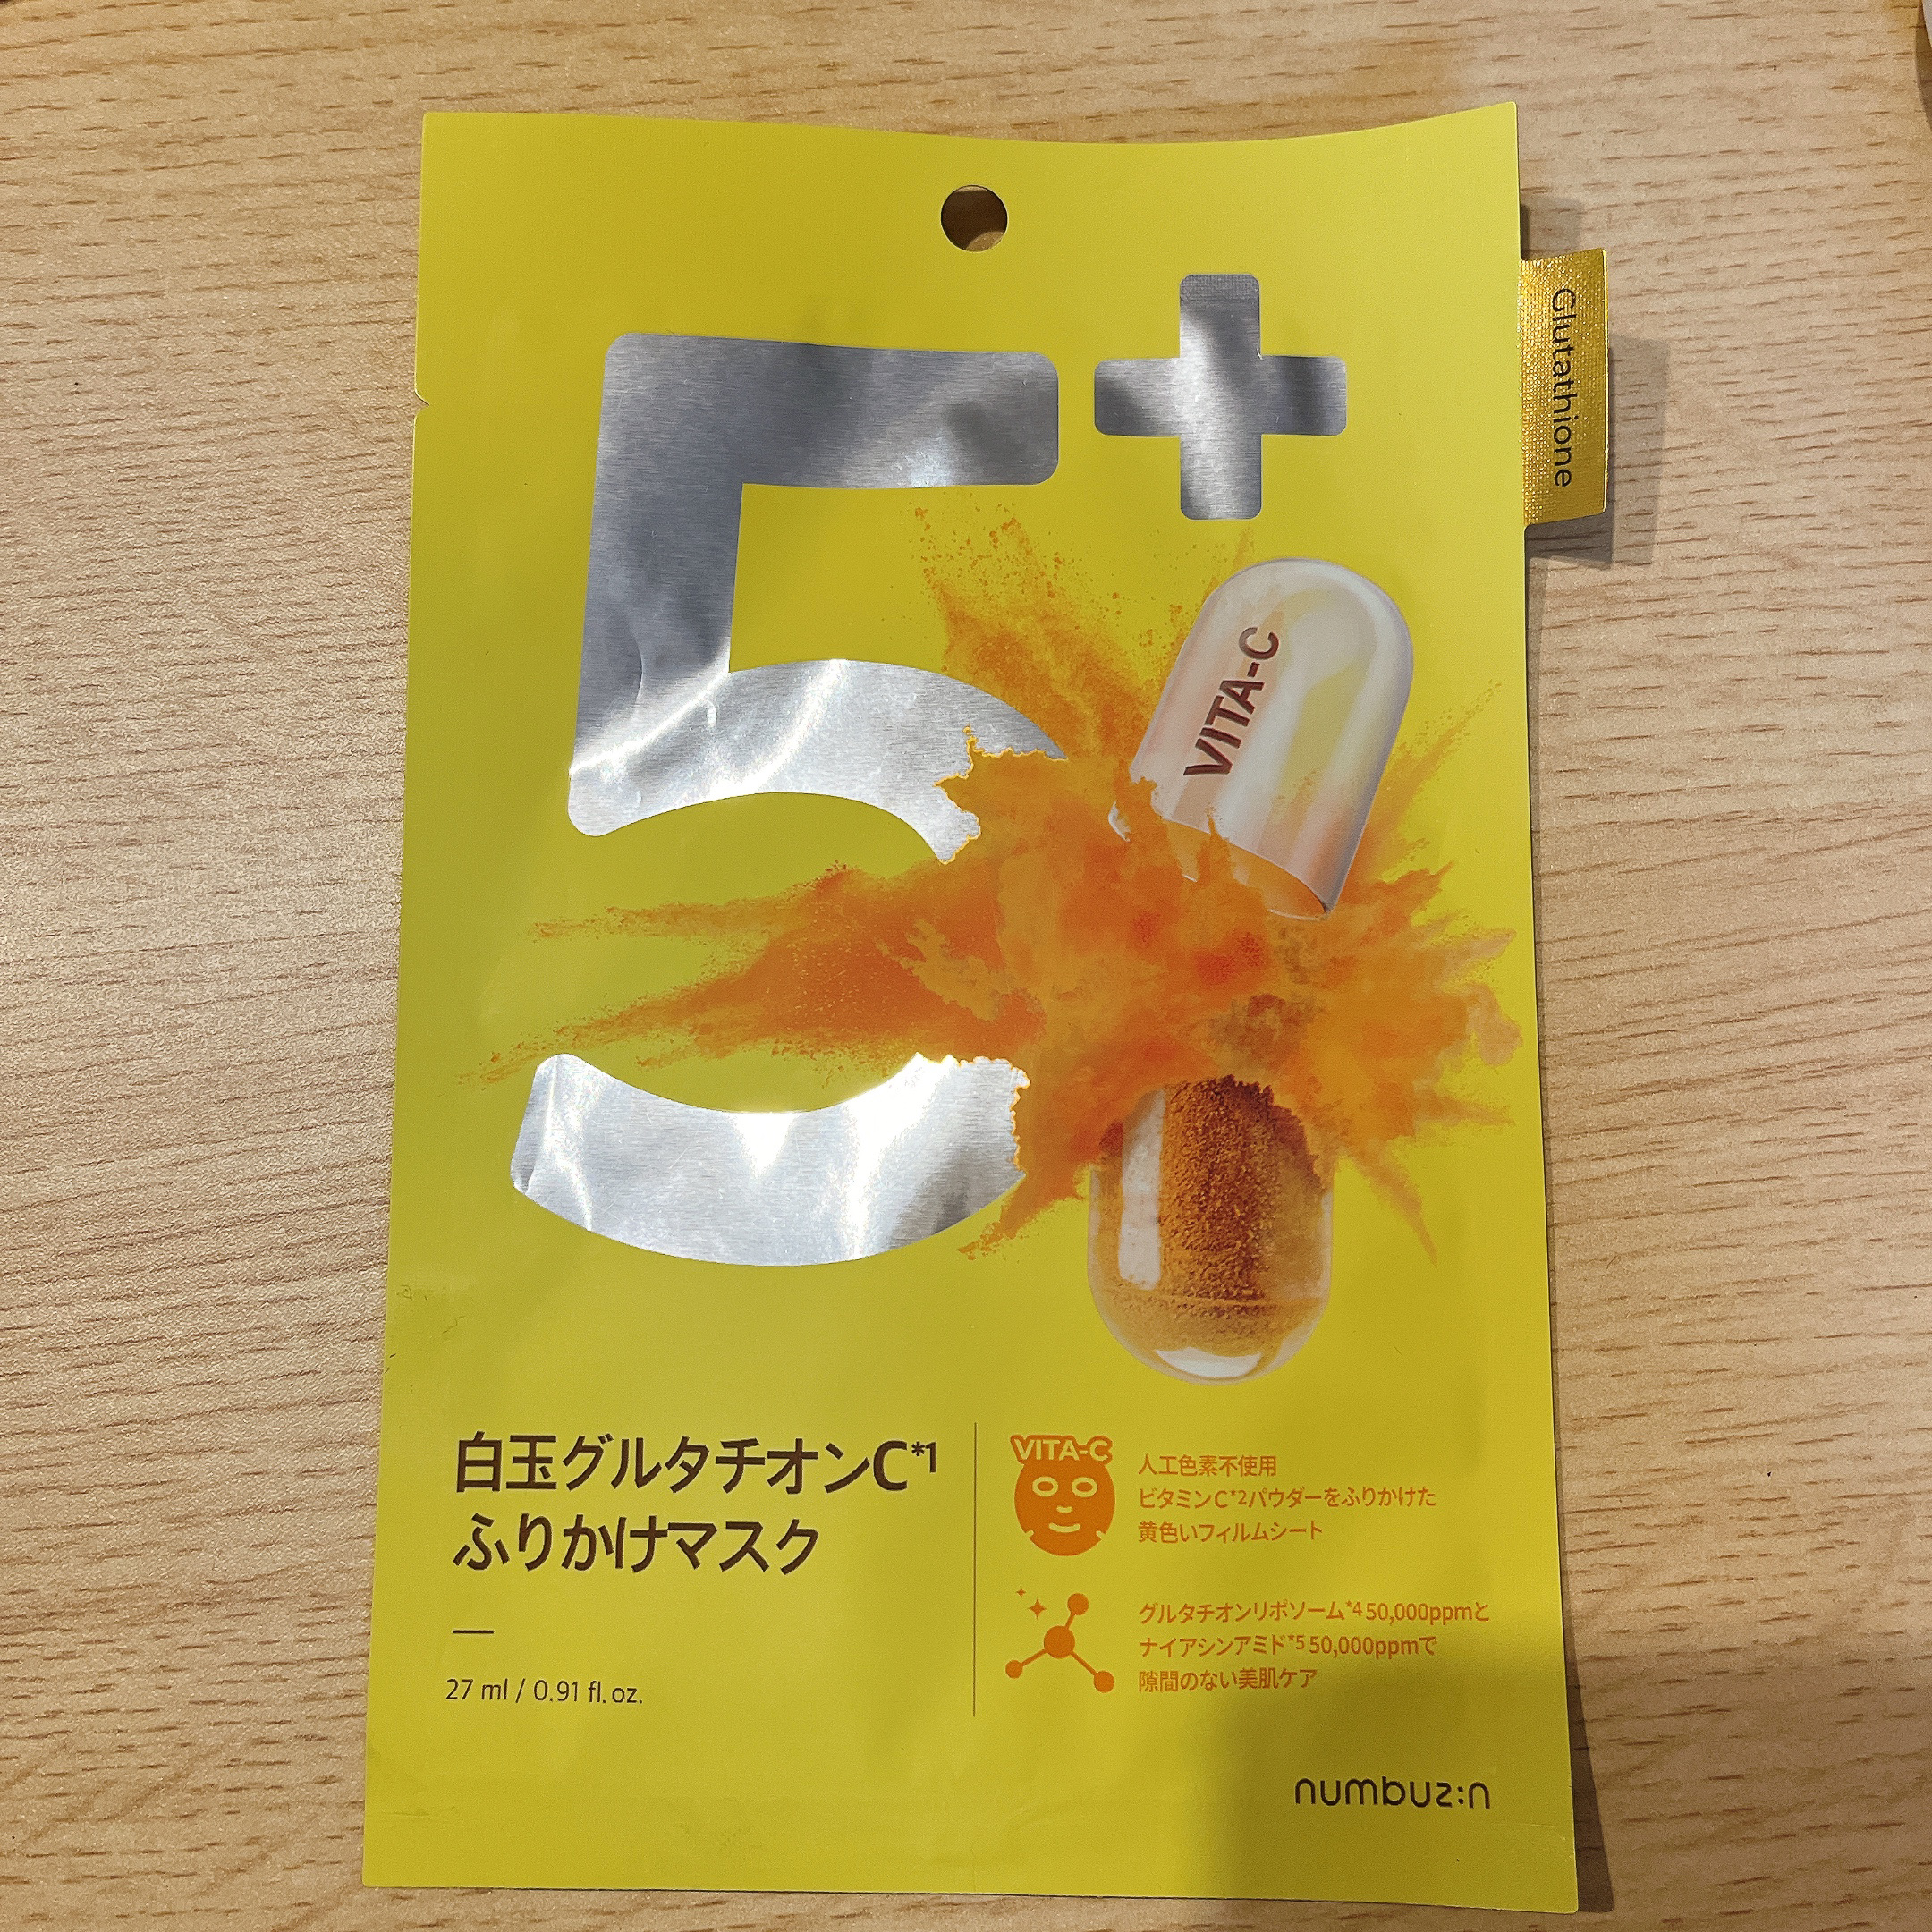 5+
Glutathione
VITA-C
白玉グルタチオンC*1
ふりかけマスク
27 ml / 0.91 fl. oz.
VITA-C
人工色素不使用
ビタミンC*2パウダーをふりかけた
黄色いフィルムシート
グルタチオンリポソーム*4 50,000ppmと
ナイアシンアミド*5 50,000ppmで
隙間のない美肌ケア
numbuz:n